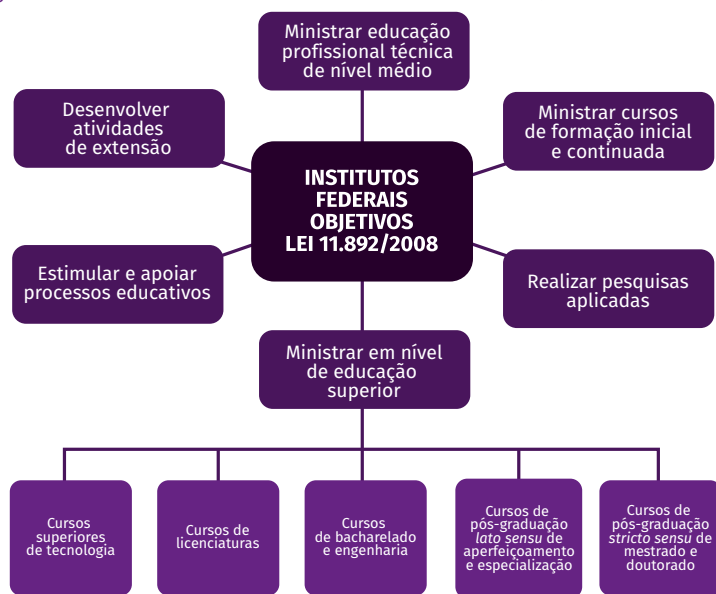 Ministrar educação
profissional técnica
de nível médio
Desenvolver
atividades
de extensão
Ministrar cursos
de formação inicial
e continuada
INSTITUTOS
FEDERAIS
OBJETIVOS
LEI 11.892/2008
Estimular e apoiar
processos educativos
Realizar pesquisas
aplicadas
Ministrar em nível
de educação
superior
Cursos
superiores
de tecnologia
Cursos de
licenciaturas
Cursos
de bacharelado
e engenharia
Cursos de
pós-graduação
lato sensu de
aperfeiçoamento
e especialização
Cursos de
pós-graduação
stricto sensu de
mestrado e
doutorado